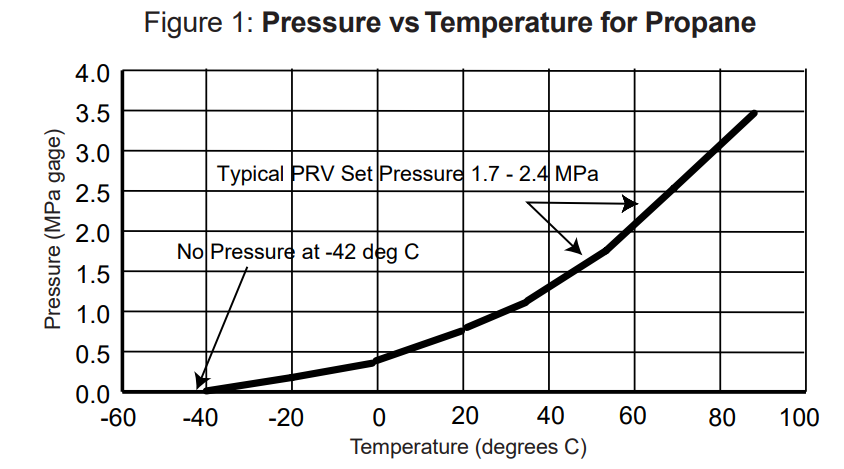 Figure 1: Pressure vs Temperature for Propane
4.0
3.5
3.0
2.5
2.0
1.5
1.0
0.5
0.0
Pressure (MPa gage)
Typical PRV Set Pressure 1.7 - 2.4 MPa
No Pressure at -42 deg C
-60 -40 -20 0 20 40 60 80 100
Temperature (degrees C)